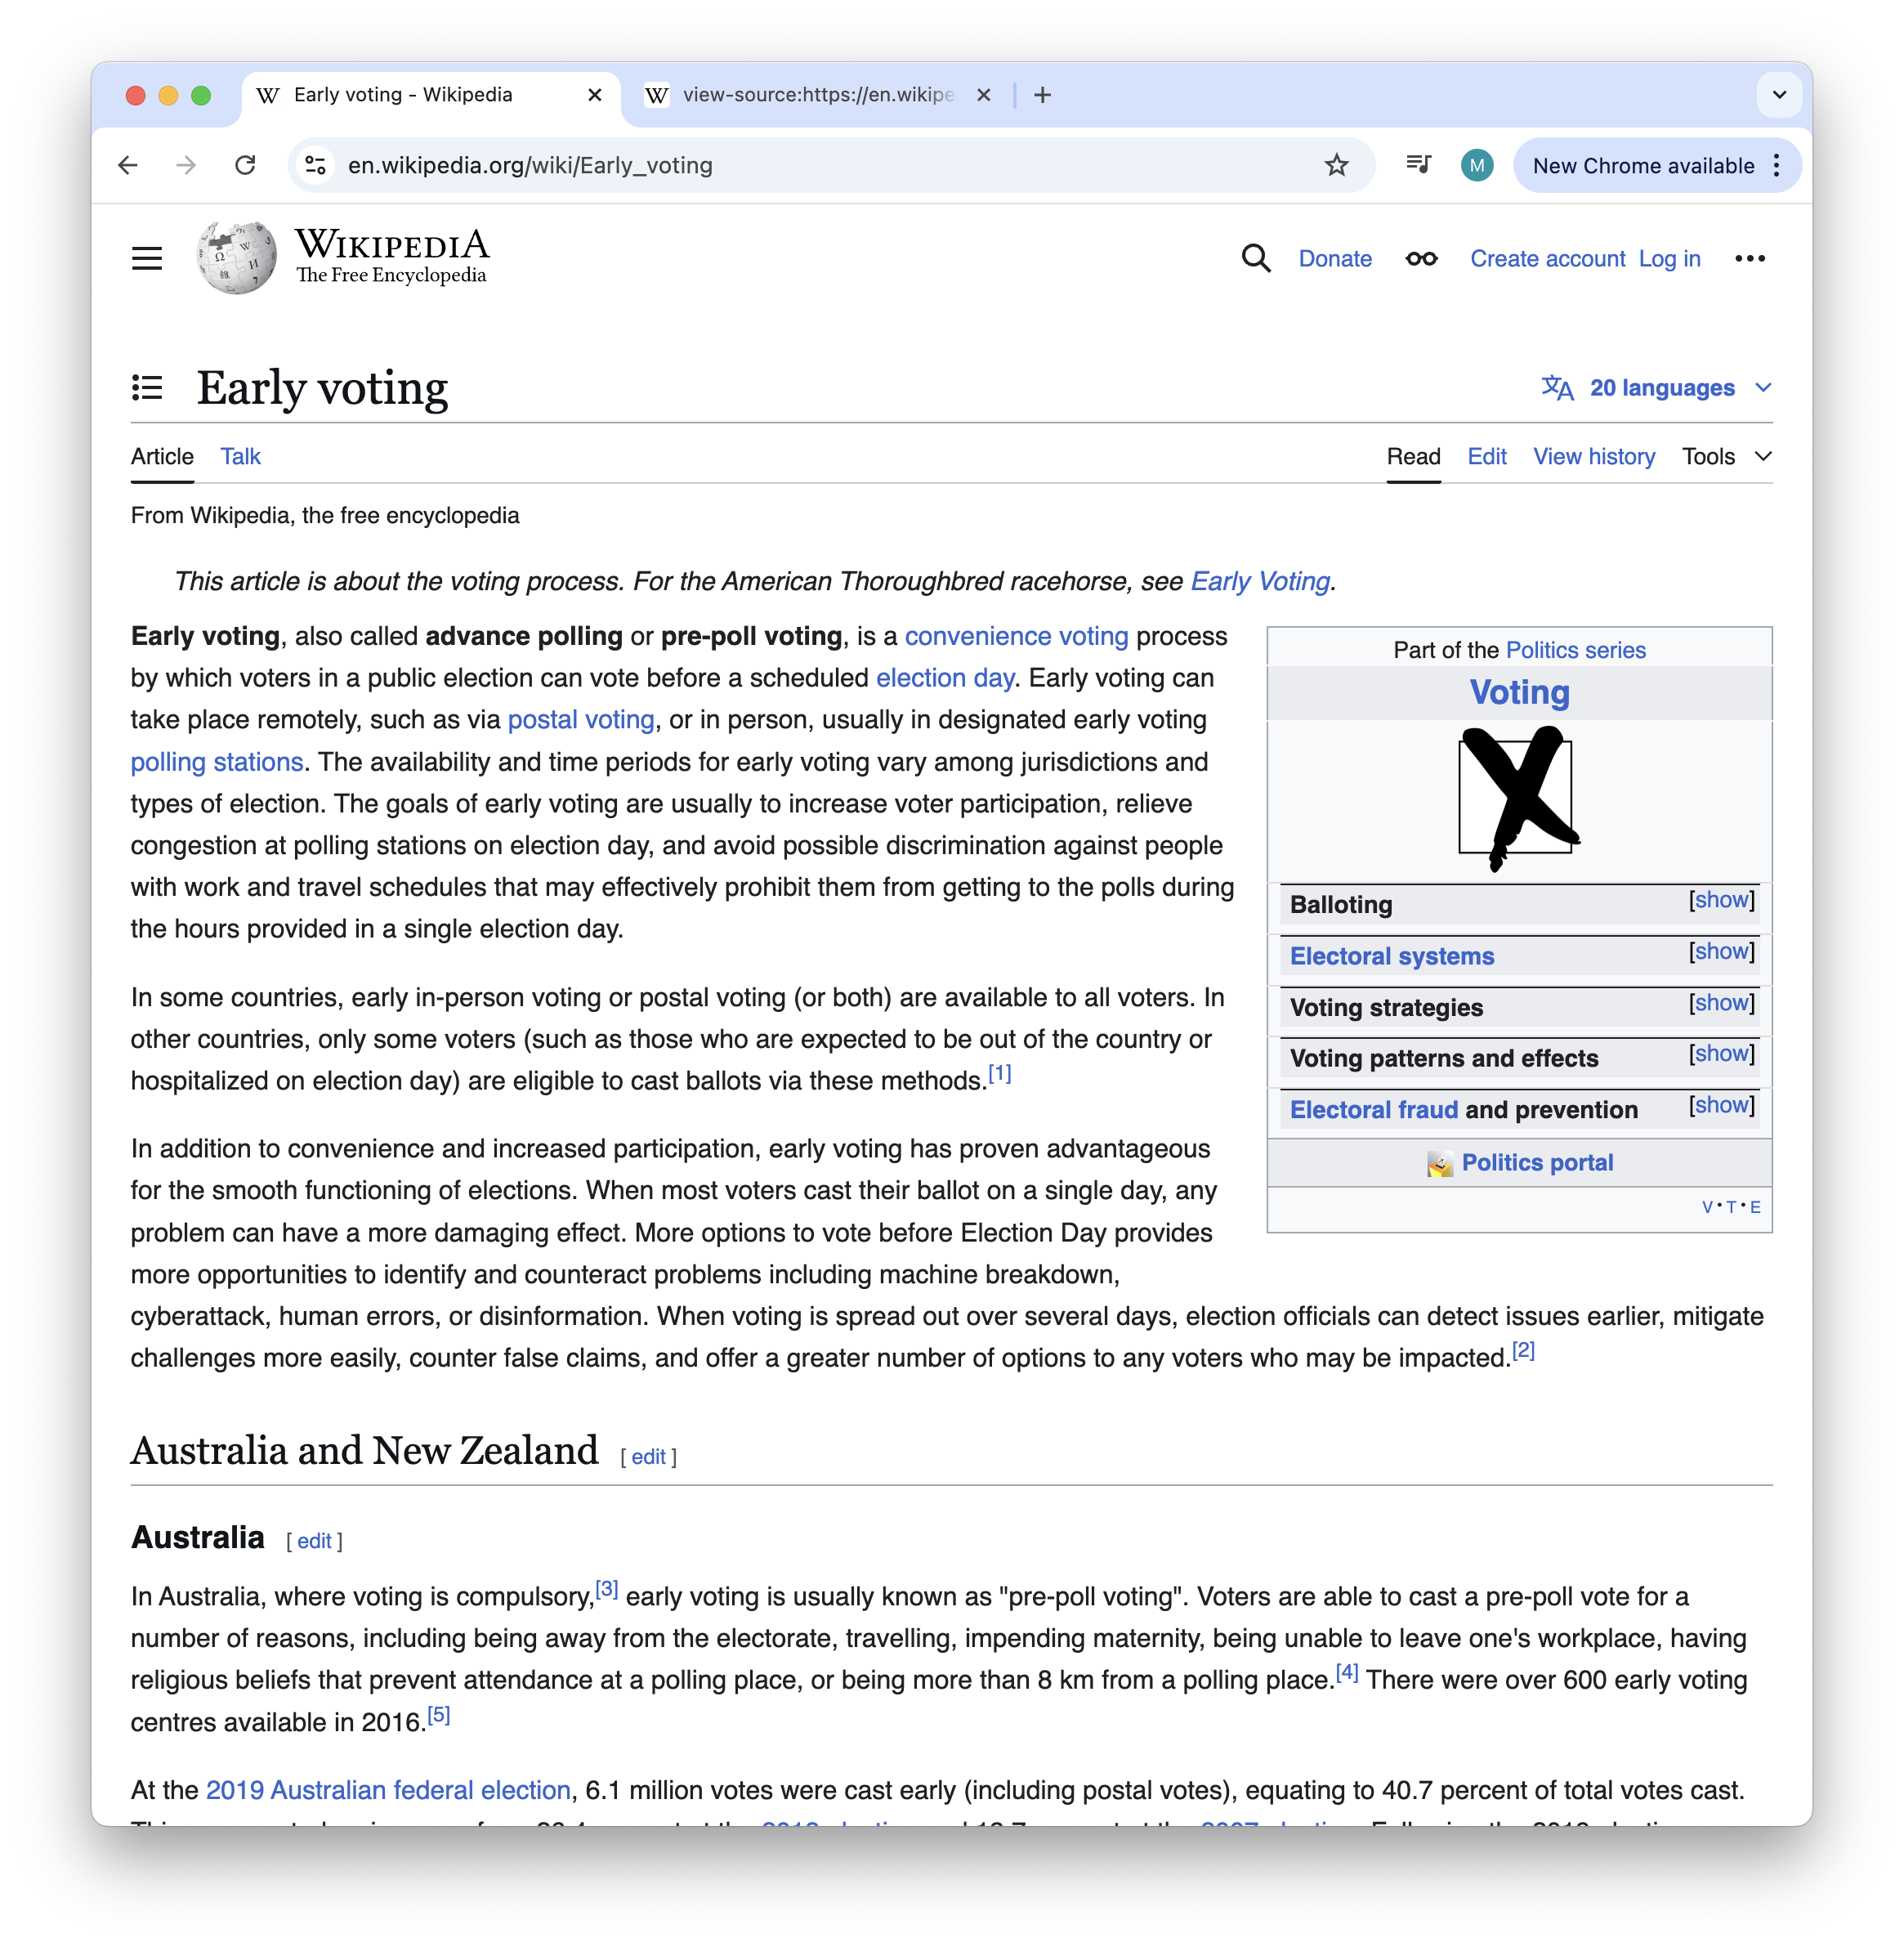 Early voting - Wikipedia
view-source:https://en.wikipe
en.wikipedia.org/wiki/Early_voting
M
New Chrome available
WIKIPEDIA
The Free Encyclopedia
Donate
Create account Log in
Early voting
20 languages
Article Talk
Read Edit View history Tools
From Wikipedia, the free encyclopedia
This article is about the voting process. For the American Thoroughbred racehorse, see Early Voting.
Early voting, also called advance polling or pre-poll voting, is a convenience voting process
by which voters in a public election can vote before a scheduled election day. Early voting can
take place remotely, such as via postal voting, or in person, usually in designated early voting
polling stations. The availability and time periods for early voting vary among jurisdictions and
types of election. The goals of early voting are usually to increase voter participation, relieve
congestion at polling stations on election day, and avoid possible discrimination against people
with work and travel schedules that may effectively prohibit them from getting to the polls during
the hours provided in a single election day.
In some countries, early in-person voting or postal voting (or both) are available to all voters. In
other countries, only some voters (such as those who are expected to be out of the country or
hospitalized on election day) are eligible to cast ballots via these methods.[1]
In addition to convenience and increased participation, early voting has proven advantageous
for the smooth functioning of elections. When most voters cast their ballot on a single day, any
problem can have a more damaging effect. More options to vote before Election Day provides
more opportunities to identify and counteract problems including machine breakdown,
cyberattack, human errors, or disinformation. When voting is spread out over several days, election officials can detect issues earlier, mitigate
challenges more easily, counter false claims, and offer a greater number of options to any voters who may be impacted.[2]
Part of the Politics series
Voting
Balloting [show]
Electoral systems [show]
Voting strategies [show]
Voting patterns and effects [show]
Electoral fraud and prevention [show]
Politics portal
V • T • E
Australia and New Zealand [ edit ]
Australia [ edit ]
In Australia, where voting is compulsory,[3] early voting is usually known as "pre-poll voting". Voters are able to cast a pre-poll vote for a
number of reasons, including being away from the electorate, travelling, impending maternity, being unable to leave one's workplace, having
religious beliefs that prevent attendance at a polling place, or being more than 8 km from a polling place.[4] There were over 600 early voting
centres available in 2016.[5]
At the 2019 Australian federal election, 6.1 million votes were cast early (including postal votes), equating to 40.7 percent of total votes cast.